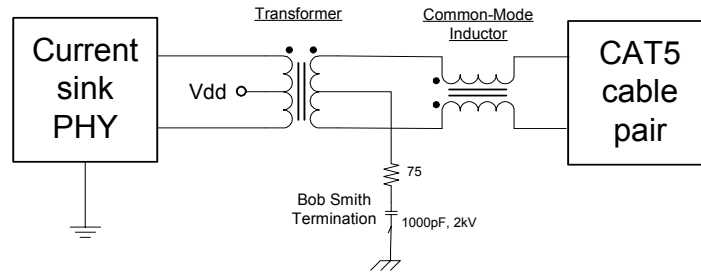 Transformer
Common-Mode
Inductor
Current
sink
PHY
Vdd
CAT5
cable
pair
75
Bob Smith
Termination
1000pF, 2kV